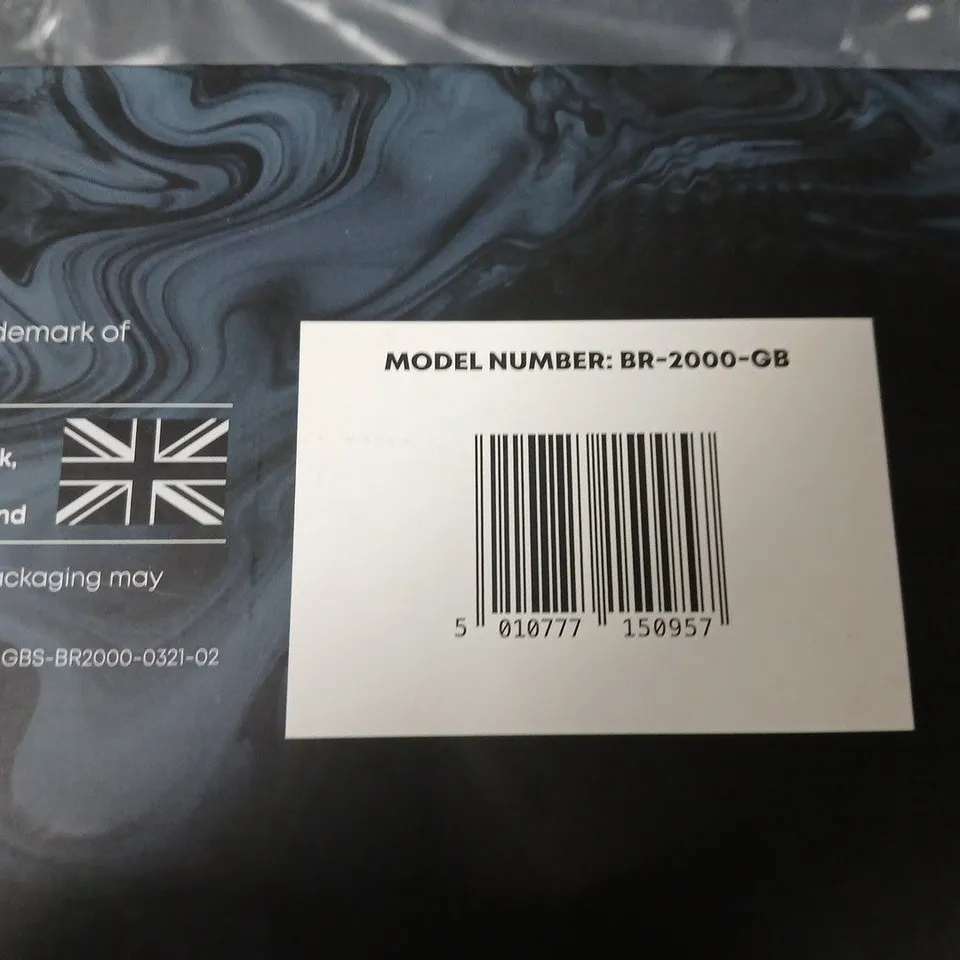 demark of
MODEL NUMBER: BR-2000-GB
k,
nd
ackaging may
5 010777 150957
GBS-BR2000-0321-02